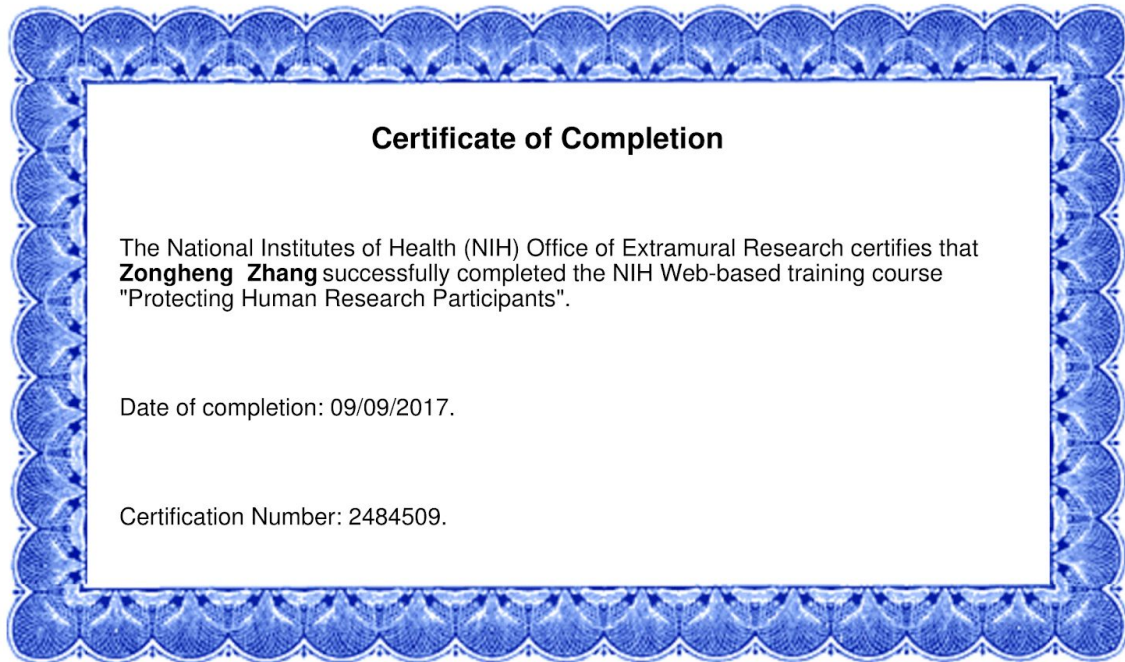 Certificate of Completion
The National Institutes of Health (NIH) Office of Extramural Research certifies that
Zongheng Zhang successfully completed the NIH Web-based training course
"Protecting Human Research Participants".
Date of completion: 09/09/2017.
Certification Number: 2484509.